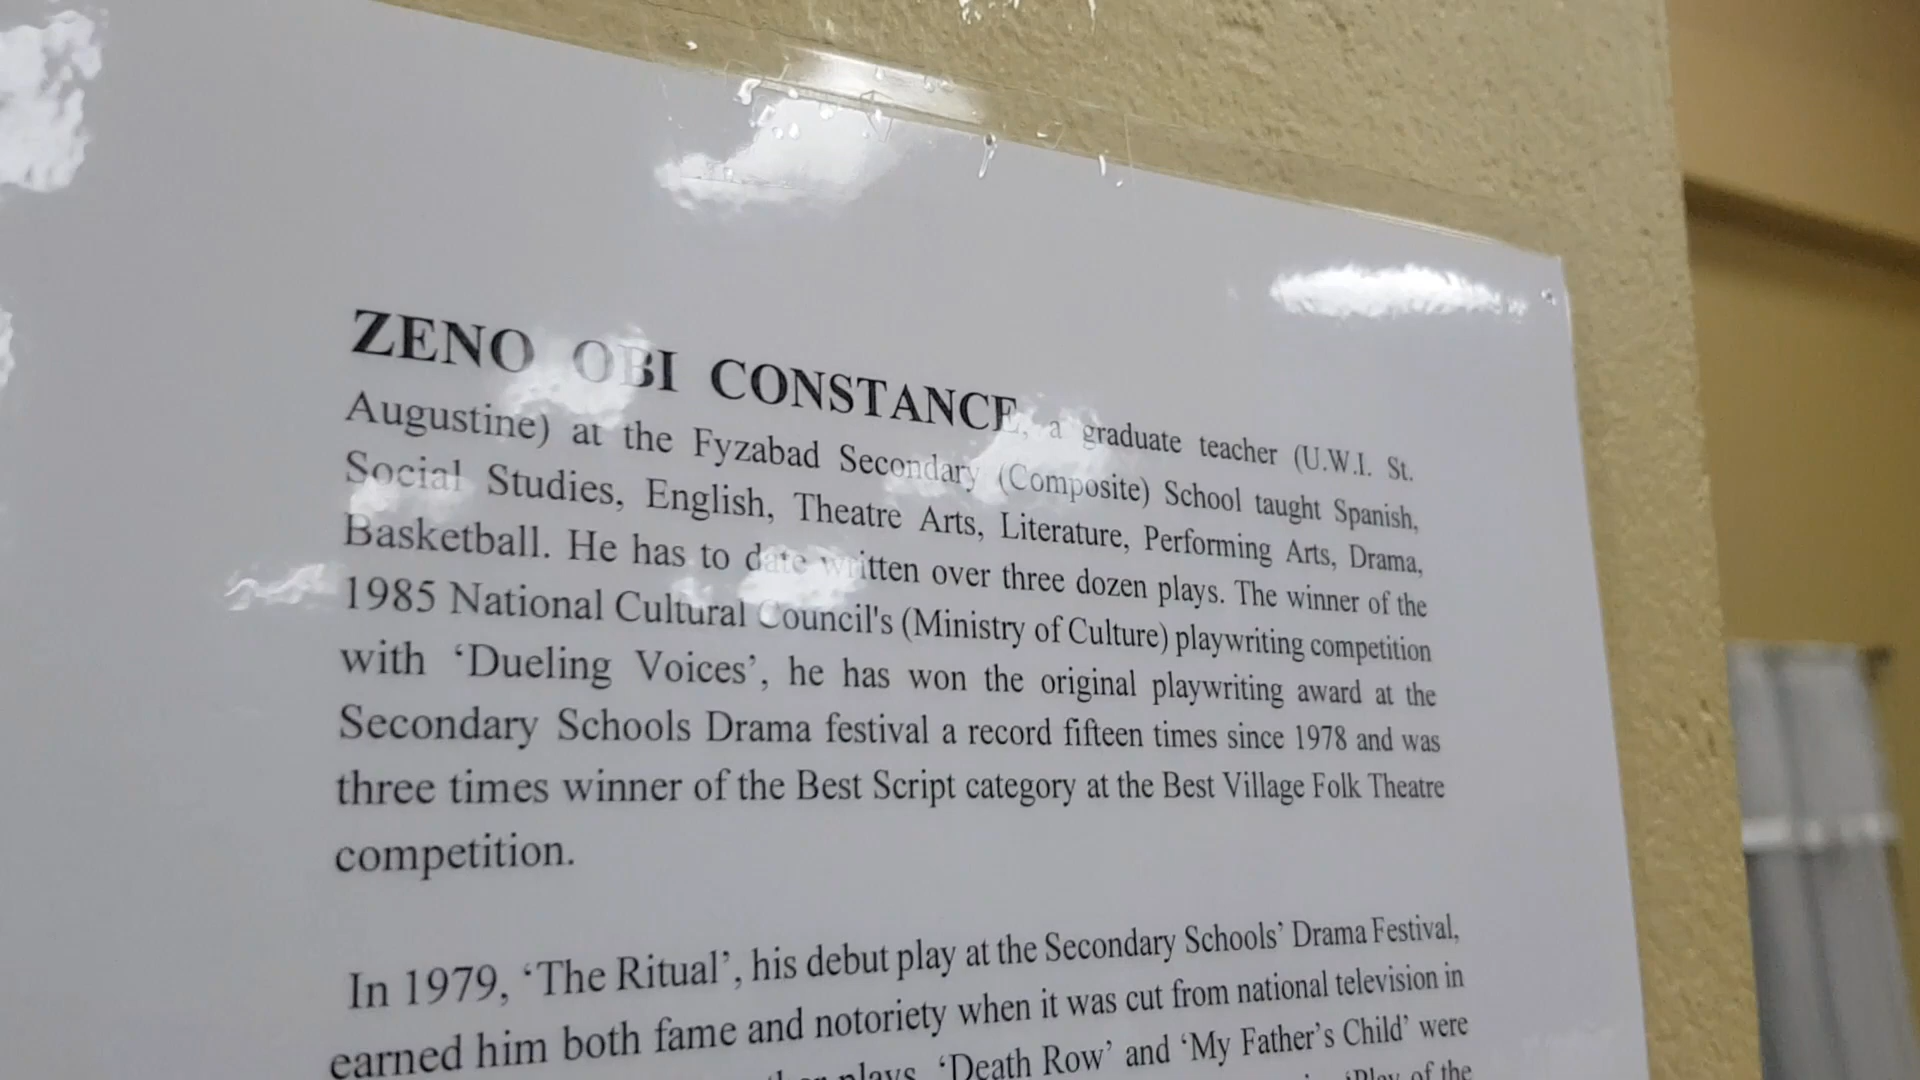 ZENO OBI CONSTANCE, a graduate teacher (U.W.I. St.
Augustine) at the Fyzabad Secondary (Composite) School taught Spanish,
Social Studies, English, Theatre Arts, Literature, Performing Arts, Drama,
Basketball. He has to date written over three dozen plays. The winner of the
1985 National Cultural Council's (Ministry of Culture) playwriting competition
with ‘Dueling Voices’, he has won the original playwriting award at the
Secondary Schools Drama festival a record fifteen times since 1978 and was
three times winner of the Best Script category at the Best Village Folk Theatre
competition.
In 1979, ‘The Ritual’, his debut play at the Secondary Schools’ Drama Festival,
earned him both fame and notoriety when it was cut from national television in
plays, ‘Death Row’ and ‘My Father’s Child’ were
‘Play of the